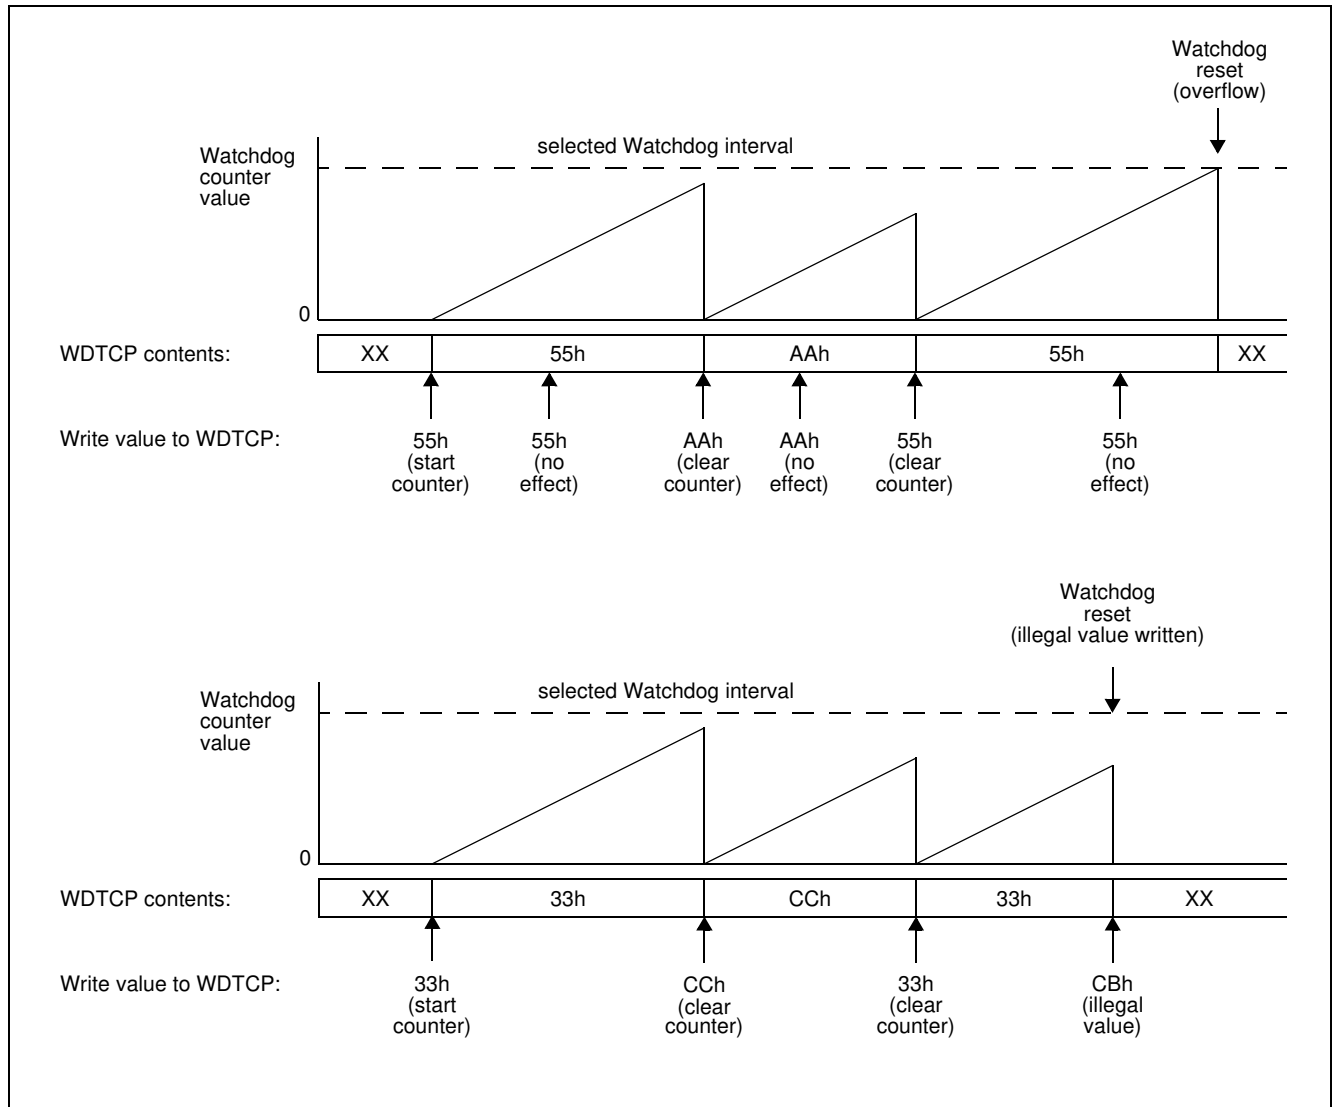 Watchdog
reset
(overflow)
selected Watchdog interval
Watchdog
counter
value
0
WDTCP contents: XX 55h AAh 55h XX
Write value to WDTCP: 55h 55h AAh AAh 55h 55h
(start (no (clear (no (clear (no
counter) effect) counter) effect) counter) effect)
Watchdog
reset
(illegal value written)
selected Watchdog interval
Watchdog
counter
value
0
WDTCP contents: XX 33h CCh 33h XX
Write value to WDTCP: 33h CCh 33h CBh
(start (clear (clear (illegal
counter) counter) counter) value)